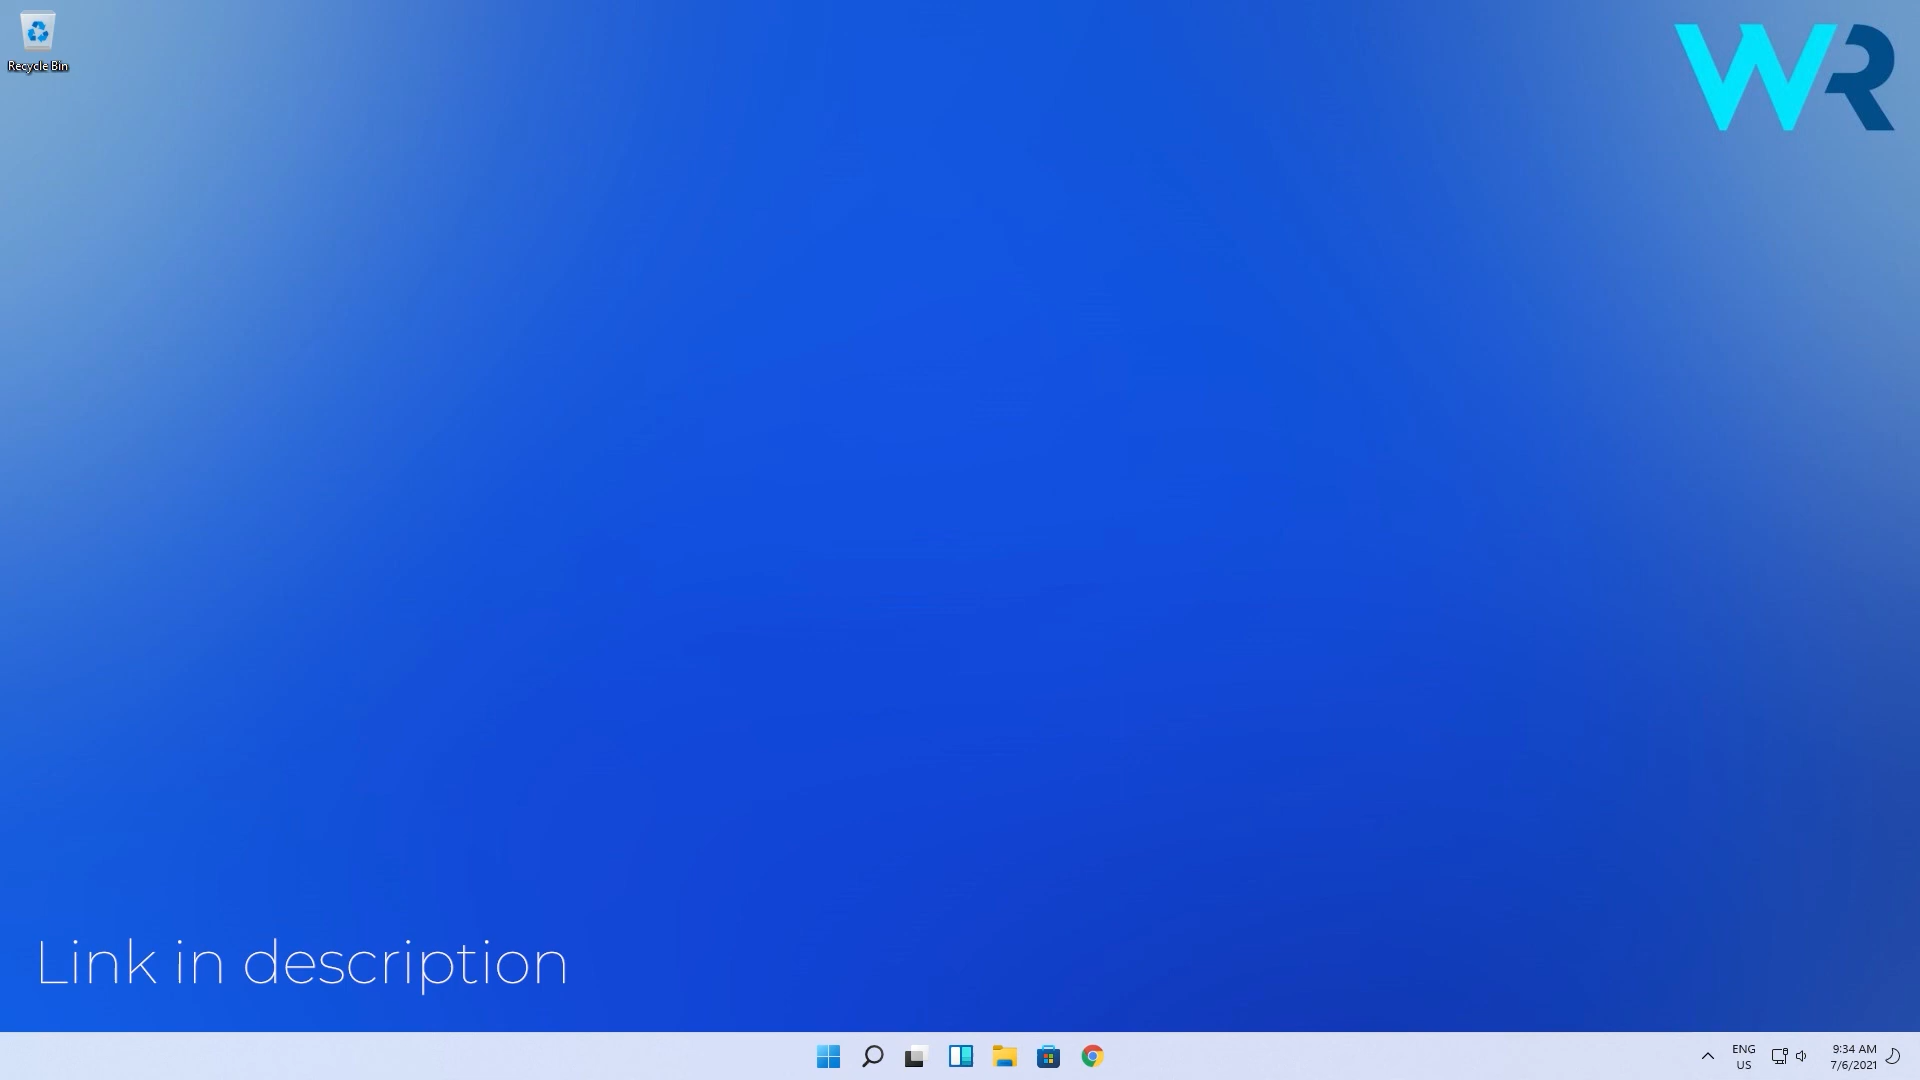 Recycle Bin
WR
Link in description
ENG
US
9:34 AM
7/6/2021